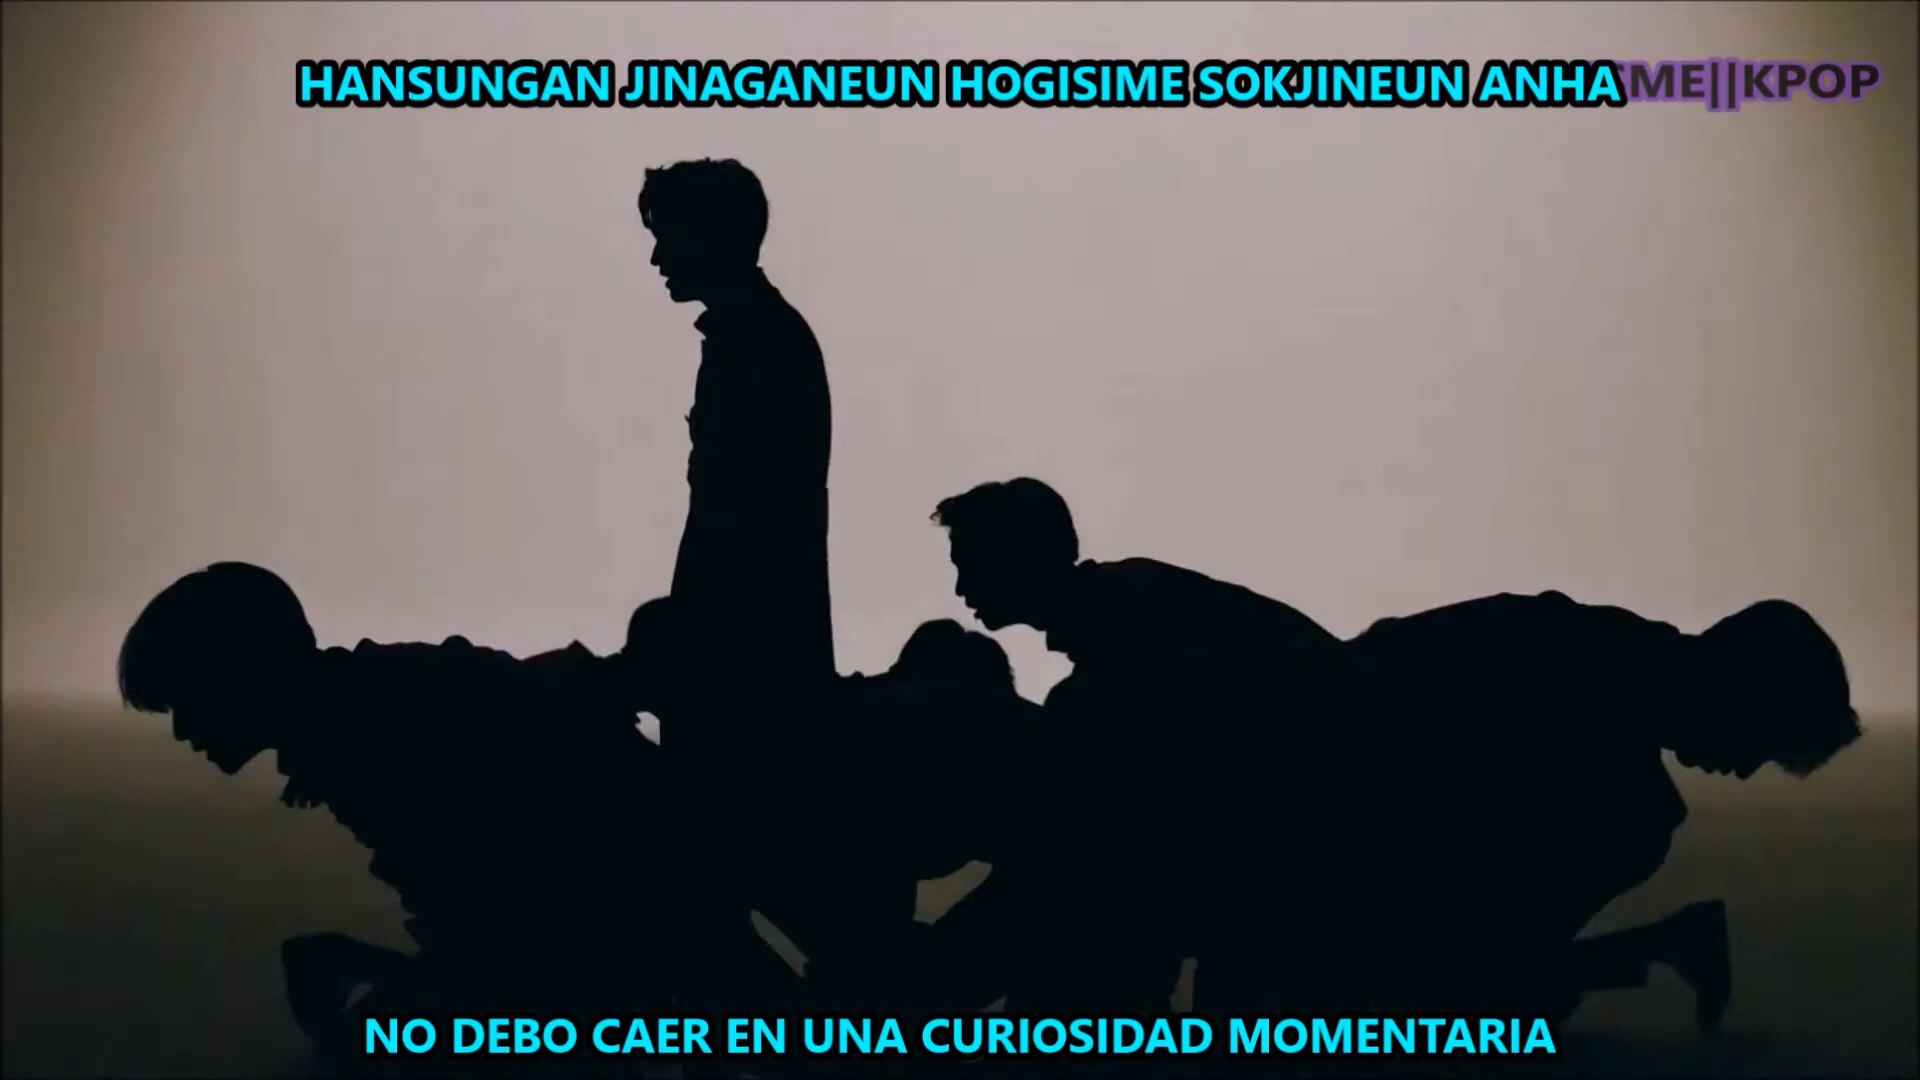 HANSUNGAN JINAGANEUN HOGISIME SOKJINEUN ANHA
ME||KPOP
NO DEBO CAER EN UNA CURIOSIDAD MOMENTARIA